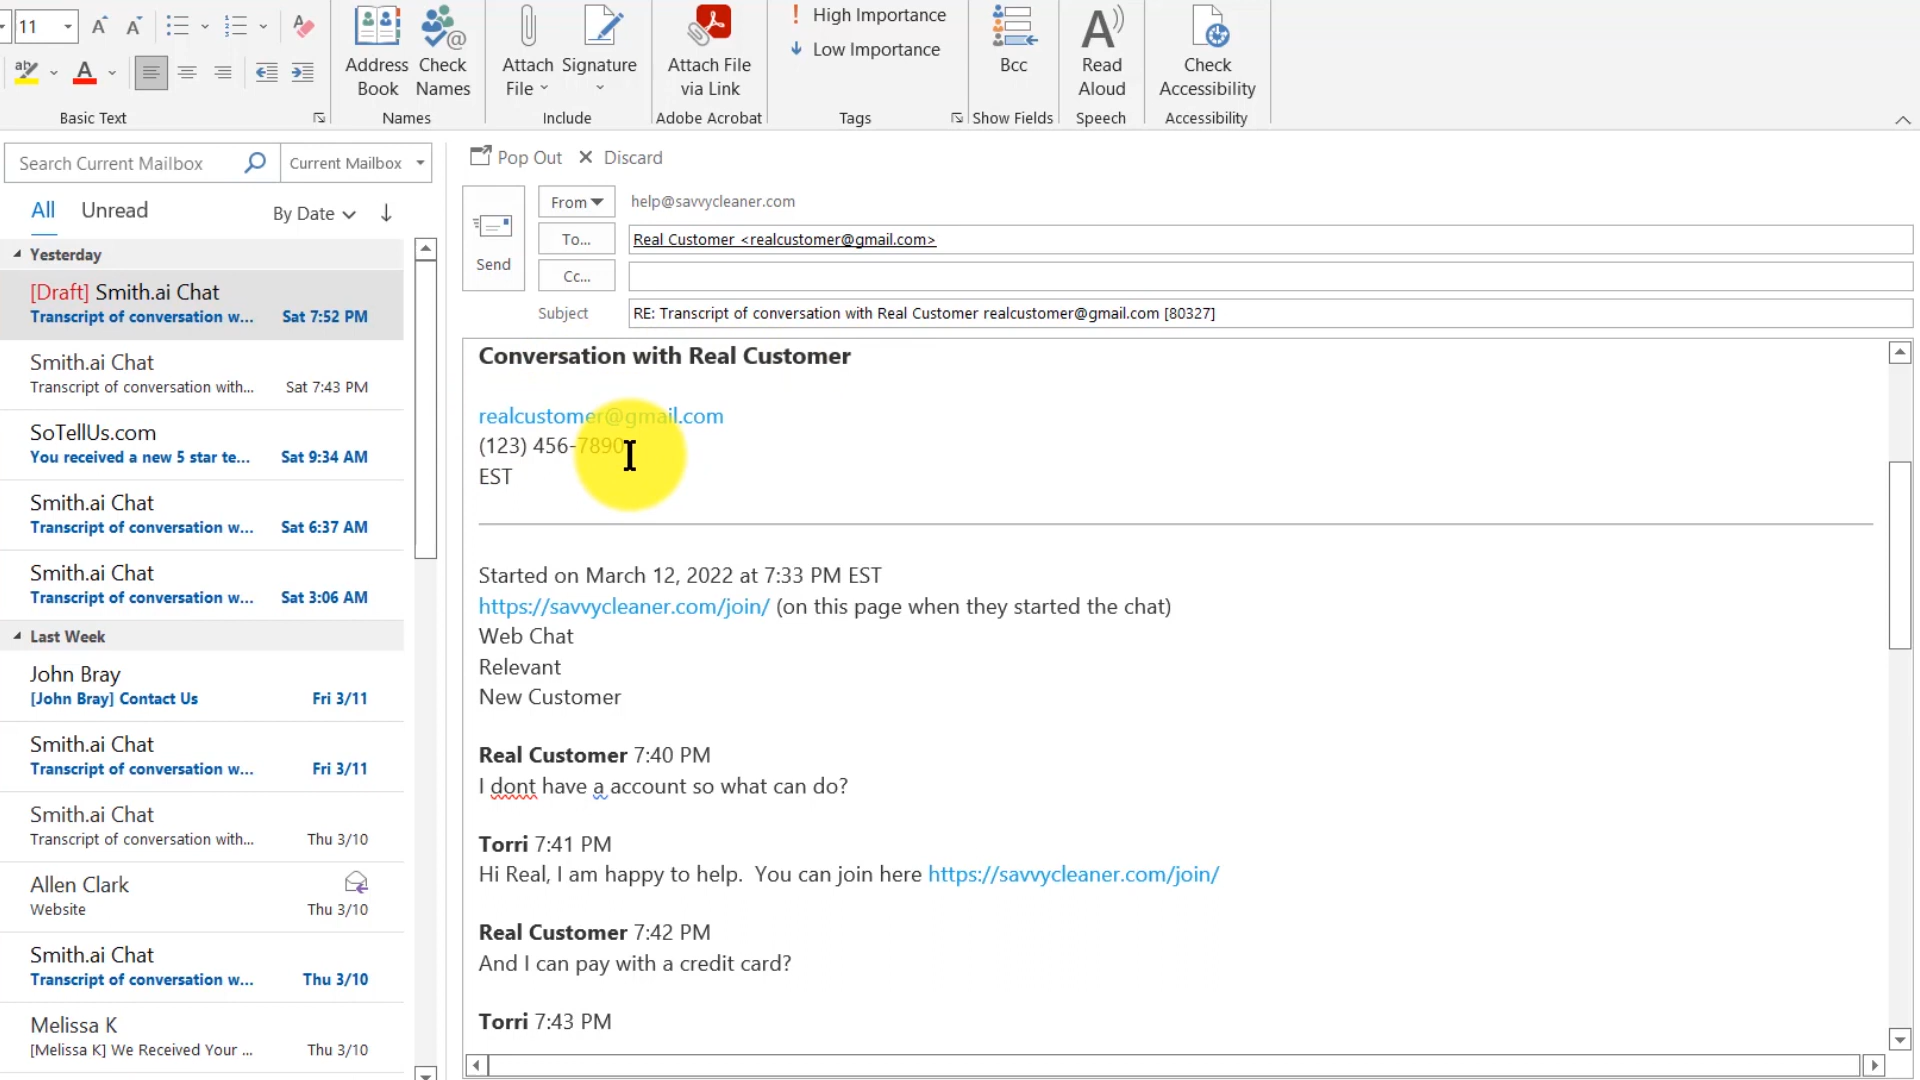 11
High Importance
Low Importance
Address Book
Check Names
Attach File
Signature
Attach File via Link
Bcc
Read Aloud
Check Accessibility
Basic Text
Names
Include
Adobe Acrobat
Tags
Show Fields
Speech
Accessibility
Search Current Mailbox
Current Mailbox
All
Unread
By Date
Yesterday
[Draft] Smith.ai Chat
Transcript of conversation w... Sat 7:52 PM
Smith.ai Chat
Transcript of conversation with... Sat 7:43 PM
SoTellUs.com
You received a new 5 star te... Sat 9:34 AM
Smith.ai Chat
Transcript of conversation w... Sat 6:37 AM
Smith.ai Chat
Transcript of conversation w... Sat 3:06 AM
Last Week
John Bray
[John Bray] Contact Us Fri 3/11
Smith.ai Chat
Transcript of conversation w... Fri 3/11
Smith.ai Chat
Transcript of conversation with... Thu 3/10
Allen Clark
Website Thu 3/10
Smith.ai Chat
Transcript of conversation w... Thu 3/10
Melissa K
[Melissa K] We Received Your ... Thu 3/10
Pop Out
Discard
Send
From help@savvycleaner.com
To... Real Customer <realcustomer@gmail.com>
Cc...
Subject RE: Transcript of conversation with Real Customer realcustomer@gmail.com [80327]
Conversation with Real Customer
realcustomer@gmail.com
(123) 456-7890
EST
Started on March 12, 2022 at 7:33 PM EST
https://savvycleaner.com/join/ (on this page when they started the chat)
Web Chat
Relevant
New Customer
Real Customer 7:40 PM
I dont have a account so what can do?
Torri 7:41 PM
Hi Real, I am happy to help. You can join here https://savvycleaner.com/join/
Real Customer 7:42 PM
And I can pay with a credit card?
Torri 7:43 PM